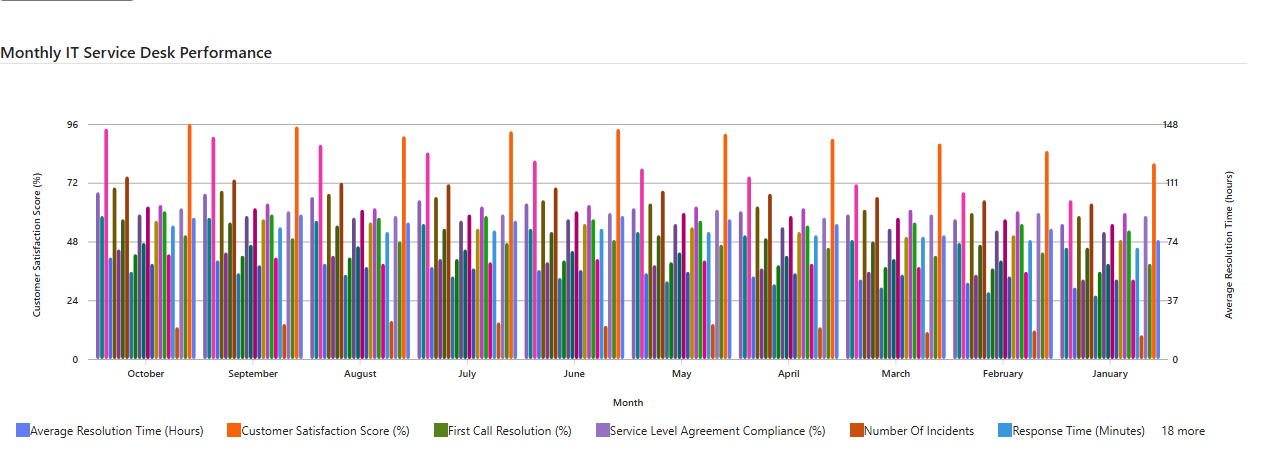 Monthly IT Service Desk Performance
96
72
48
24
0
Customer Satisfaction Score (%)
148
111
74
37
0
Average Resolution Time (hours)
October
September
August
July
June
May
April
March
February
January
Month
Average Resolution Time (Hours)
Customer Satisfaction Score (%)
First Call Resolution (%)
Service Level Agreement Compliance (%)
Number Of Incidents
Response Time (Minutes)
18 more